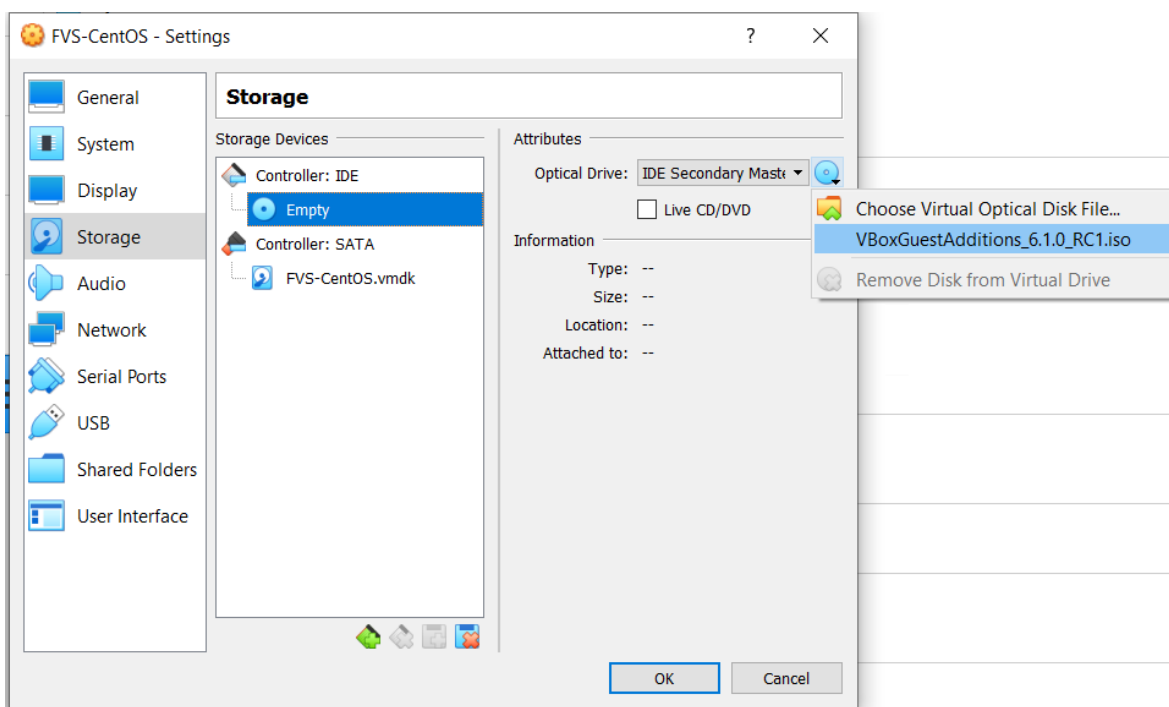 FVS-CentOS - Settings
?
General
System
Display
Storage
Audio
Network
Serial Ports
USB
Shared Folders
User Interface
Storage
Storage Devices
Controller: IDE
Empty
Controller: SATA
FVS-CentOS.vmdk
Attributes
Optical Drive: IDE Secondary Maste
Live CD/DVD
Information
Type: --
Size: --
Location: --
Attached to: --
Choose Virtual Optical Disk File...
VBoxGuestAdditions_6.1.0_RC1.iso
Remove Disk from Virtual Drive
OK
Cancel